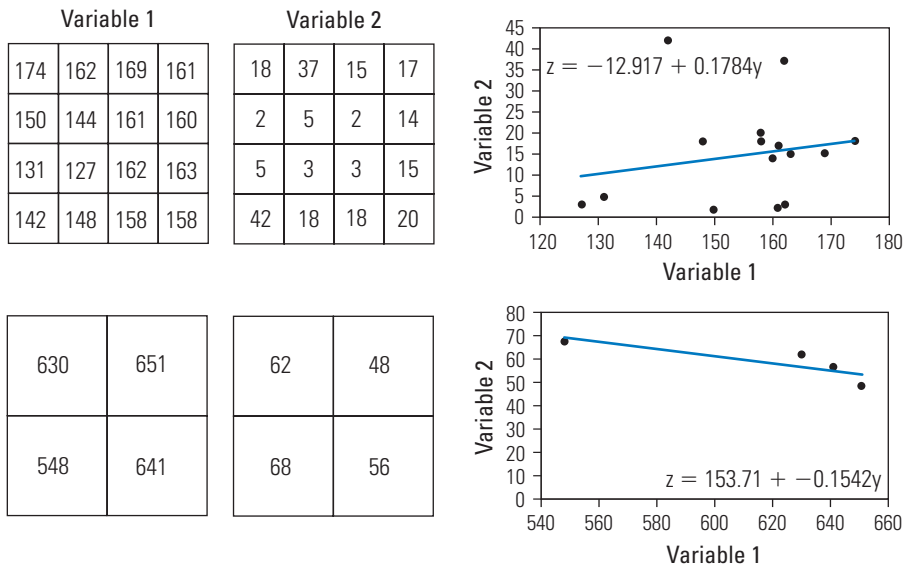 Variable 1
174 162 169 161
150 144 161 160
131 127 162 163
142 148 158 158
Variable 2
18 37 15 17
2 5 2 14
5 3 3 15
42 18 18 20
45
40
35
30
25
20
15
10
5
0
Variable 2
z = −12.917 + 0.1784y
120 130 140 150 160 170 180
Variable 1
630 651
548 641
62 48
68 56
80
70
60
50
40
30
20
10
0
Variable 2
z = 153.71 + −0.1542y
540 560 580 600 620 640 660
Variable 1